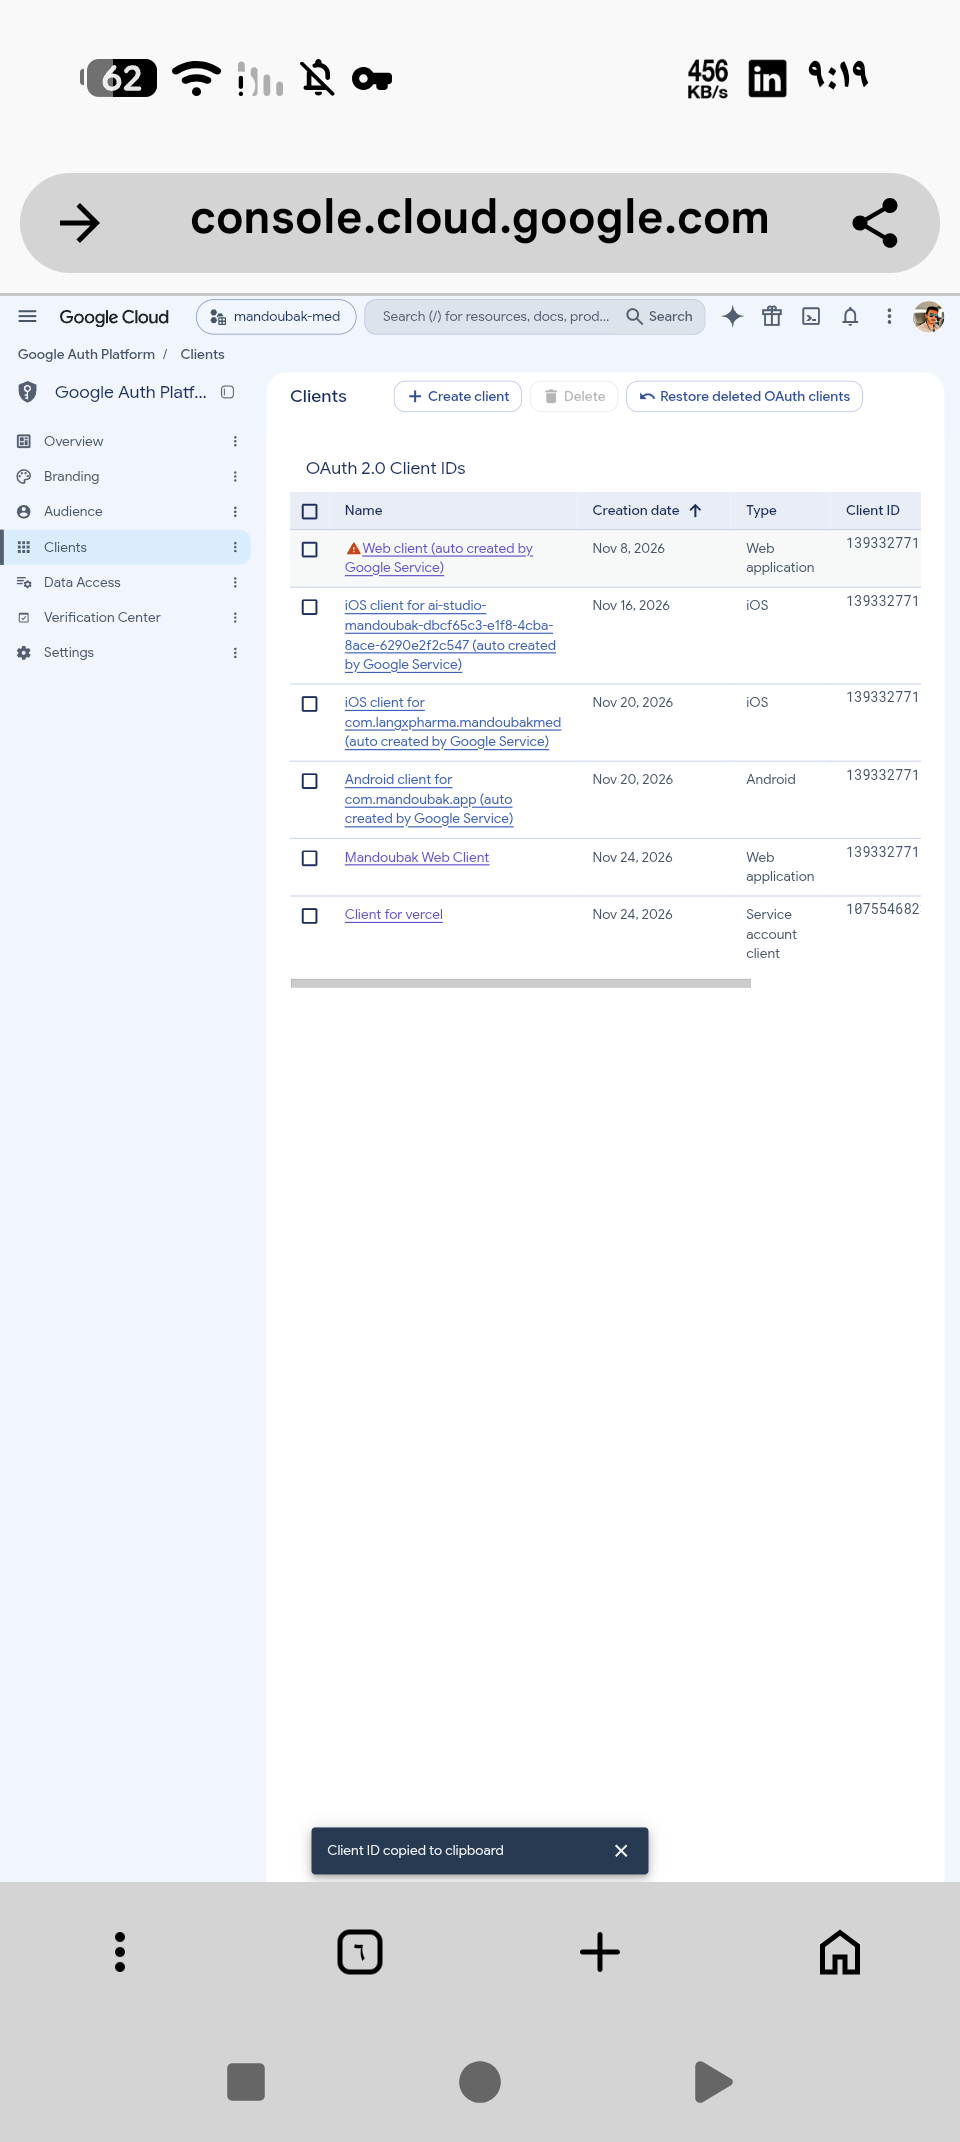 62
456
KB/s
in
٩:١٩
console.cloud.google.com
Google Cloud
mandoubak-med
Search (/) for resources, docs, prod...
Search
Google Auth Platform / Clients
Google Auth Platf...
Overview
Branding
Audience
Clients
Data Access
Verification Center
Settings
Clients
Create client
Delete
Restore deleted OAuth clients
OAuth 2.0 Client IDs
Name Creation date Type Client ID
Web client (auto created by
Google Service)
Nov 8, 2026
Web
application
139332771
iOS client for ai-studio-
mandoubak-dbcf65c3-e1f8-4cba-
8ace-6290e2f2c547 (auto created
by Google Service)
Nov 16, 2026
iOS
139332771
iOS client for
com.langxpharma.mandoubakmed
(auto created by Google Service)
Nov 20, 2026
iOS
139332771
Android client for
com.mandoubak.app (auto
created by Google Service)
Nov 20, 2026
Android
139332771
Mandoubak Web Client
Nov 24, 2026
Web
application
139332771
Client for vercel
Nov 24, 2026
Service
account
client
107554682
Client ID copied to clipboard
٦